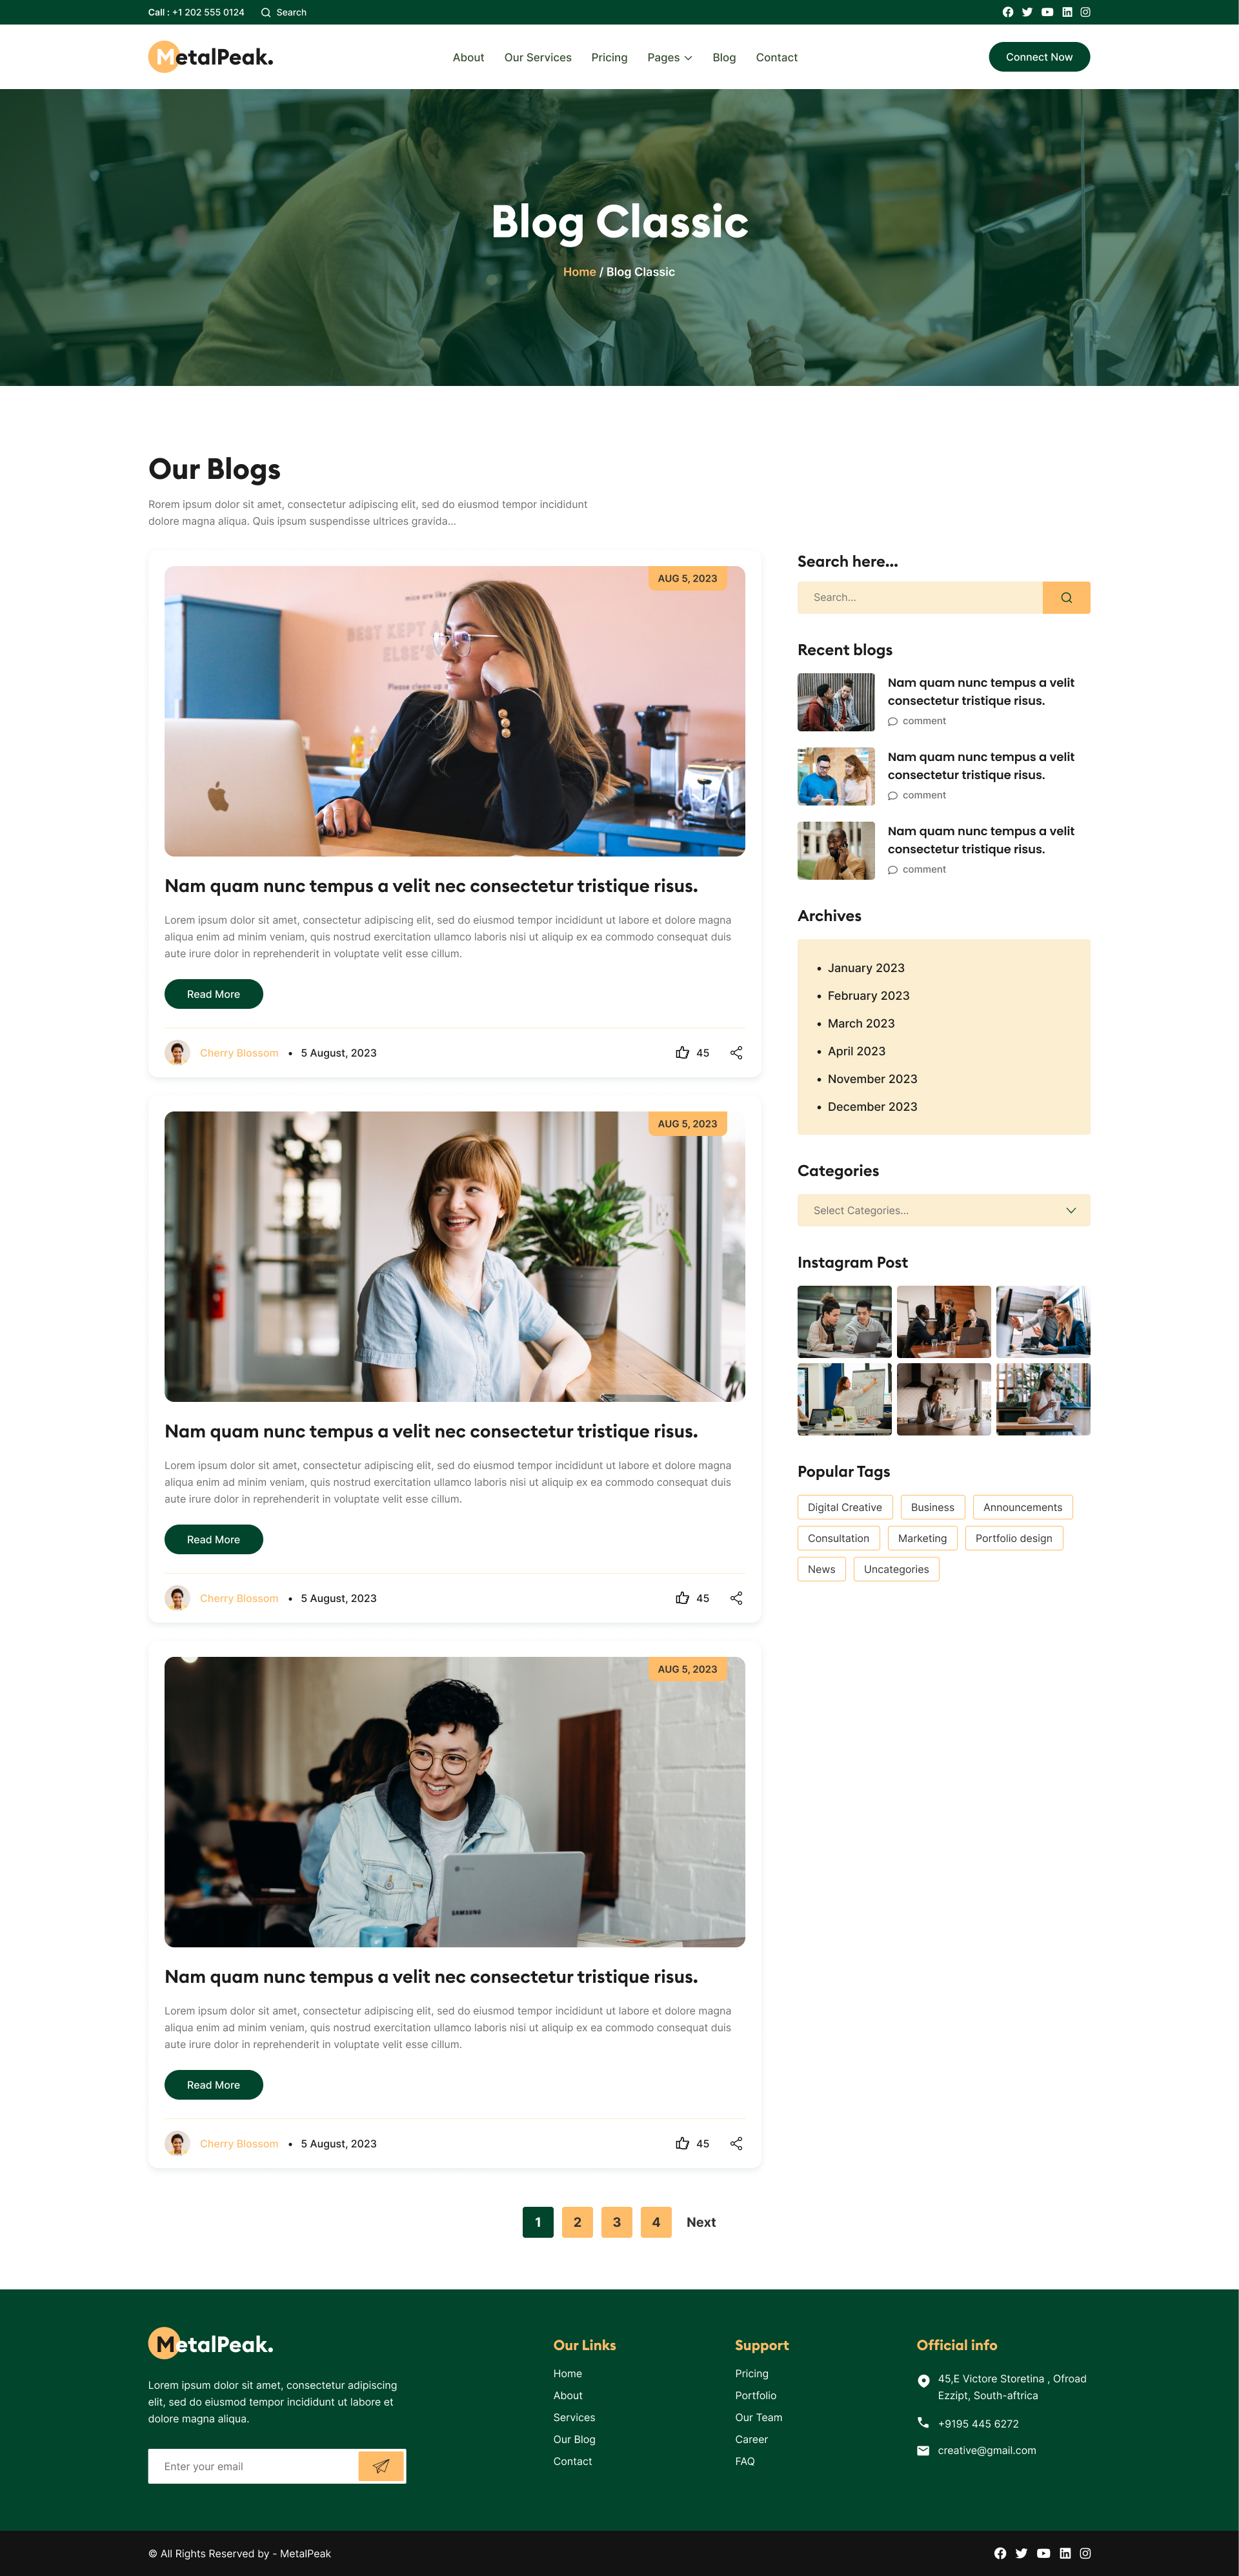 Call : +1 202 555 0124
Search
MetalPeak.
About
Our Services
Pricing
Pages
Blog
Contact
Connect Now
Blog Classic
Home / Blog Classic
Our Blogs
Rorem ipsum dolor sit amet, consectetur adipiscing elit, sed do eiusmod tempor incididunt
dolore magna aliqua. Quis ipsum suspendisse ultrices gravida...
AUG 5, 2023
Nam quam nunc tempus a velit nec consectetur tristique risus.
Lorem ipsum dolor sit amet, consectetur adipiscing elit, sed do eiusmod tempor incididunt ut labore et dolore magna
aliqua enim ad minim veniam, quis nostrud exercitation ullamco laboris nisi ut aliquip ex ea commodo consequat duis
aute irure dolor in reprehenderit in voluptate velit esse cillum.
Read More
Cherry Blossom • 5 August, 2023
45
AUG 5, 2023
Nam quam nunc tempus a velit nec consectetur tristique risus.
Lorem ipsum dolor sit amet, consectetur adipiscing elit, sed do eiusmod tempor incididunt ut labore et dolore magna
aliqua enim ad minim veniam, quis nostrud exercitation ullamco laboris nisi ut aliquip ex ea commodo consequat duis
aute irure dolor in reprehenderit in voluptate velit esse cillum.
Read More
Cherry Blossom • 5 August, 2023
45
AUG 5, 2023
SAMSUNG
Nam quam nunc tempus a velit nec consectetur tristique risus.
Lorem ipsum dolor sit amet, consectetur adipiscing elit, sed do eiusmod tempor incididunt ut labore et dolore magna
aliqua enim ad minim veniam, quis nostrud exercitation ullamco laboris nisi ut aliquip ex ea commodo consequat duis
aute irure dolor in reprehenderit in voluptate velit esse cillum.
Read More
Cherry Blossom • 5 August, 2023
45
Search here...
Search...
Recent blogs
Nam quam nunc tempus a velit
consectetur tristique risus.
comment
Nam quam nunc tempus a velit
consectetur tristique risus.
comment
Nam quam nunc tempus a velit
consectetur tristique risus.
comment
Archives
• January 2023
• February 2023
• March 2023
• April 2023
• November 2023
• December 2023
Categories
Select Categories...
Instagram Post
Popular Tags
Digital Creative
Business
Announcements
Consultation
Marketing
Portfolio design
News
Uncategories
1 2 3 4 Next
MetalPeak.
Lorem ipsum dolor sit amet, consectetur adipiscing
elit, sed do eiusmod tempor incididunt ut labore et
dolore magna aliqua.
Enter your email
Our Links
Home
About
Services
Our Blog
Contact
Support
Pricing
Portfolio
Our Team
Career
FAQ
Official info
45,E Victore Storetina , Ofroad
Ezzipt, South-aftrica
+9195 445 6272
creative@gmail.com
© All Rights Reserved by - MetalPeak